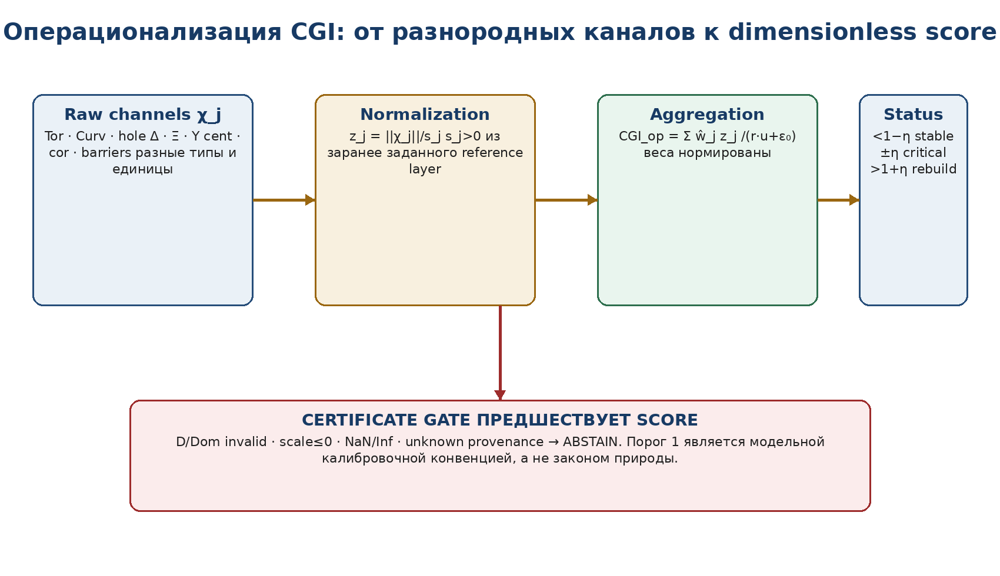 Операционализация CGI: от разнородных каналов к dimensionless score
Raw channels χ_j
Tor · Curv · hole Δ · Ξ · Υ cent ·
cor · barriers разные типы и
единицы
Normalization
z_j = ||χ_j||/s_j s_j>0 из
заранее заданного reference
layer
Aggregation
CGI_op = Σ ŵ_j z_j /(r·u+ε₀)
веса нормированы
Status
<1−η stable
±η critical
>1+η rebuild
CERTIFICATE GATE ПРЕДШЕСТВУЕТ SCORE
D/Dom invalid · scale≤0 · NaN/Inf · unknown provenance → ABSTAIN. Порог 1 является модельной
калибровочной конвенцией, а не законом природы.